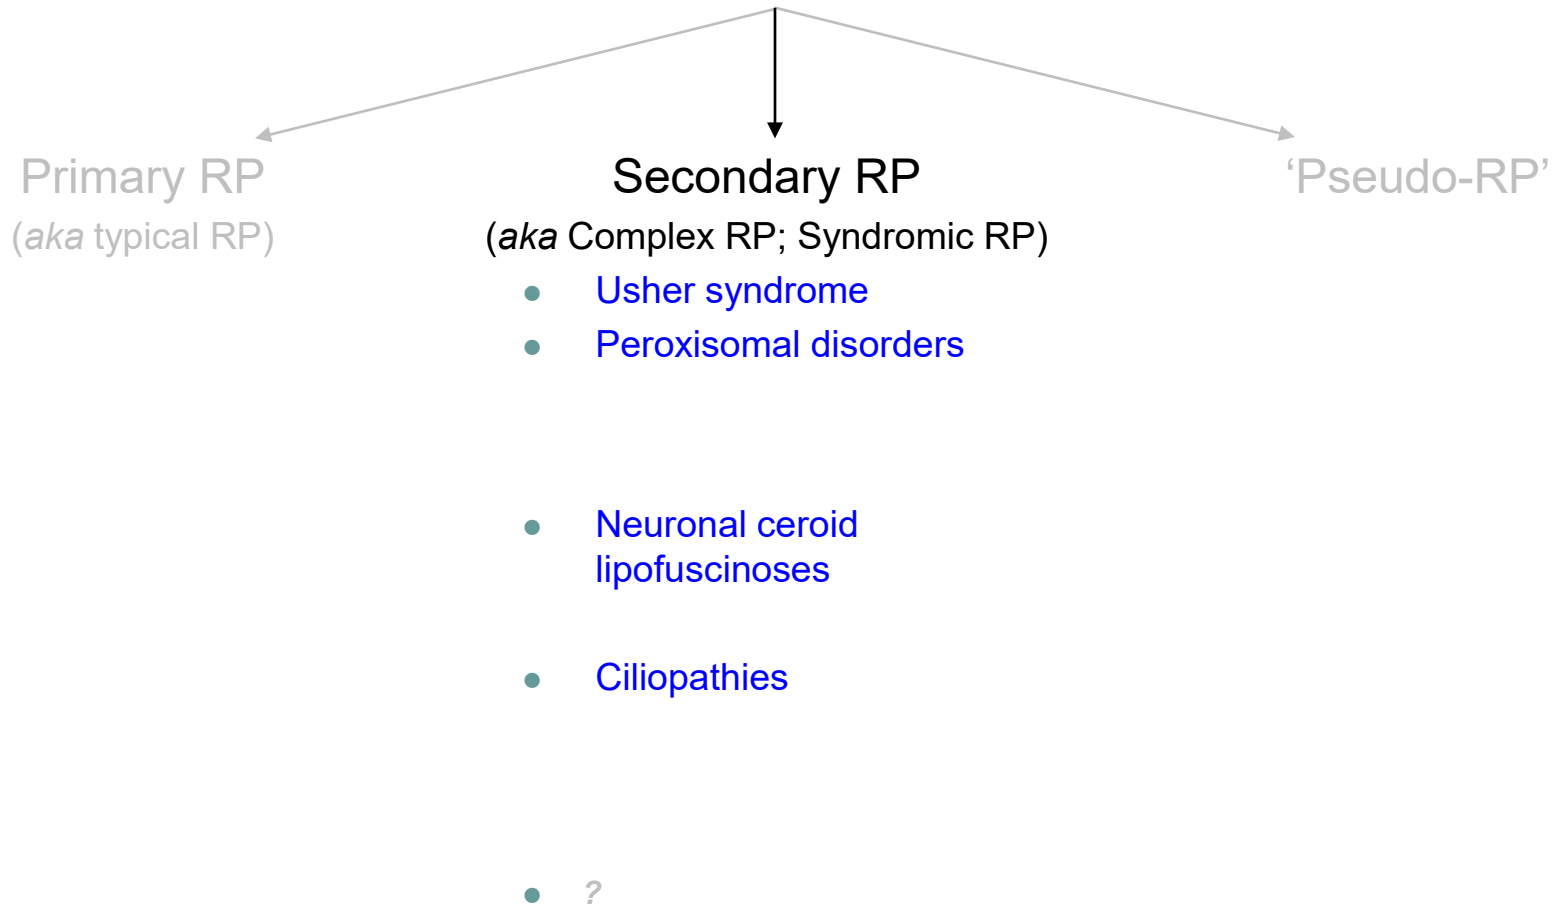 Primary RP
(aka typical RP)
Secondary RP
(aka Complex RP; Syndromic RP)
● Usher syndrome
● Peroxisomal disorders
● Neuronal ceroid
lipofuscinoses
● Ciliopathies
● ?
‘Pseudo-RP’